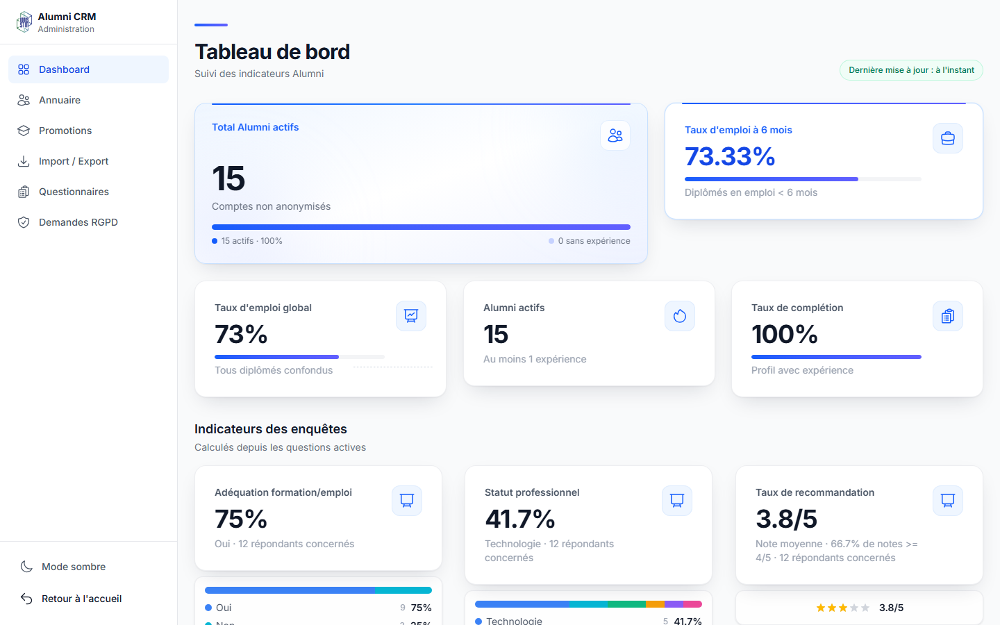 Alumni CRM
Administration
Dashboard
Annuaire
Promotions
Import / Export
Questionnaires
Demandes RGPD
Mode sombre
Retour à l'accueil
Tableau de bord
Suivi des indicateurs Alumni
Dernière mise à jour : à l'instant
Total Alumni actifs
15
Comptes non anonymisés
15 actifs · 100%
0 sans expérience
Taux d'emploi à 6 mois
73.33%
Diplômés en emploi < 6 mois
Taux d'emploi global
73%
Tous diplômés confondus
Alumni actifs
15
Au moins 1 expérience
Taux de complétion
100%
Profil avec expérience
Indicateurs des enquêtes
Calculés depuis les questions actives
Adéquation formation/emploi
75%
Oui · 12 répondants concernés
Oui 9 75%
Non 3 25%
Statut professionnel
41.7%
Technologie · 12 répondants
concernés
Technologie 5 41.7%
Taux de recommandation
3.8/5
Note moyenne · 66.7% de notes >=
4/5 · 12 répondants concernés
3.8/5